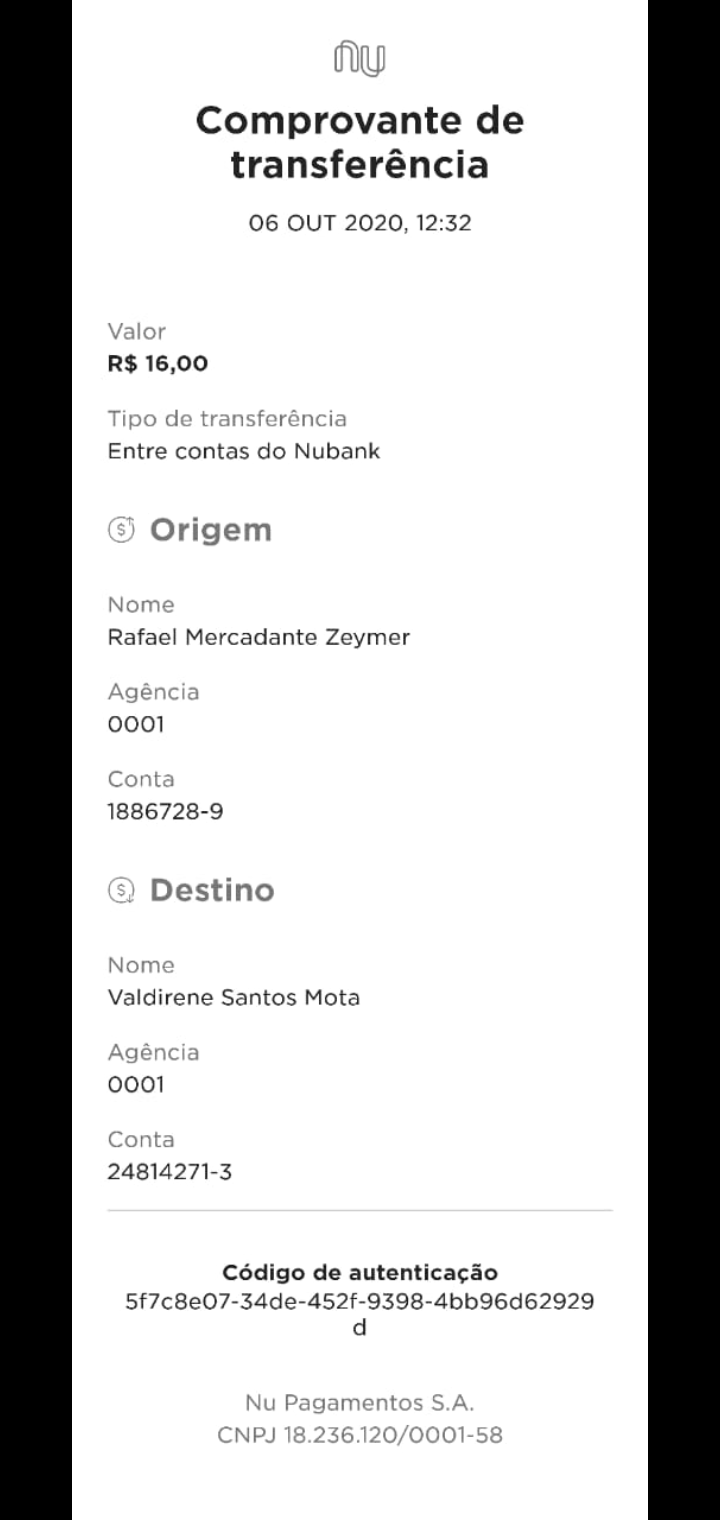 nu
Comprovante de
transferência
06 OUT 2020, 12:32
Valor
R$ 16,00
Tipo de transferência
Entre contas do Nubank
Origem
Nome
Rafael Mercadante Zeymer
Agência
0001
Conta
1886728-9
Destino
Nome
Valdirene Santos Mota
Agência
0001
Conta
24814271-3
Código de autenticação
5f7c8e07-34de-452f-9398-4bb96d62929
d
Nu Pagamentos S.A.
CNPJ 18.236.120/0001-58